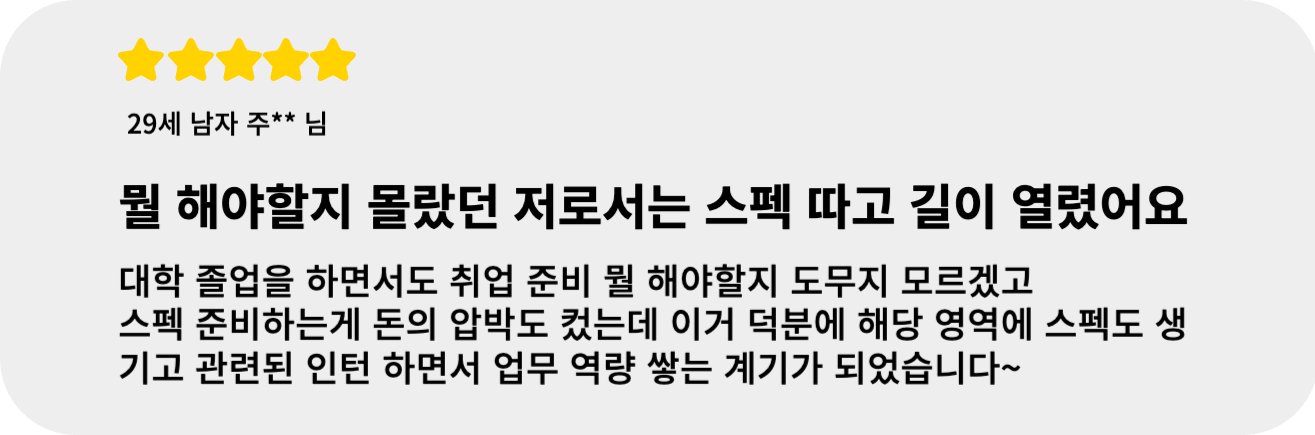 29세 남자 주** 님
뭘 해야할지 몰랐던 저로서는 스펙 따고 길이 열렸어요
대학 졸업을 하면서도 취업 준비 뭘 해야할지 도무지 모르겠고
스펙 준비하는게 돈의 압박도 컸는데 이거 덕분에 해당 영역에 스펙도 생
기고 관련된 인턴 하면서 업무 역량 쌓는 계기가 되었습니다~